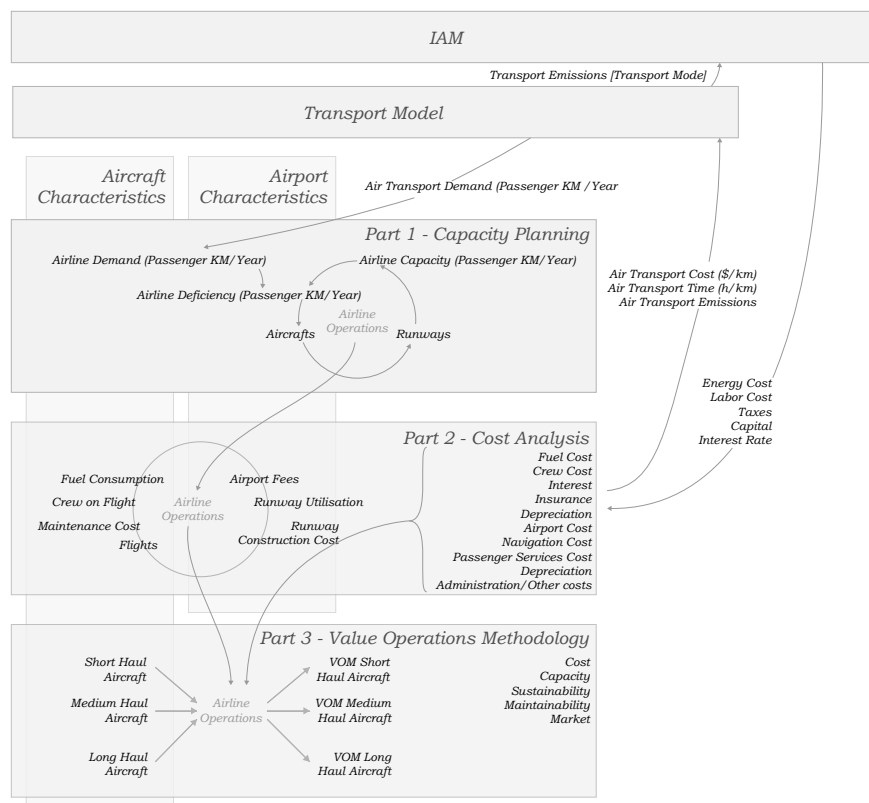 IAM
Transport Emissions [Transport Mode]
Transport Model
Aircraft
Characteristics
Airport
Characteristics
Air Transport Demand (Passenger KM /Year
Part 1 - Capacity Planning
Airline Demand (Passenger KM/Year)
Airline Capacity (Passenger KM/Year)
Airline Deficiency (Passenger KM/Year)
Airline
Operations
Aircrafts
Runways
Air Transport Cost ($/km)
Air Transport Time (h/km)
Air Transport Emissions
Energy Cost
Labor Cost
Taxes
Capital
Interest Rate
Part 2 - Cost Analysis
Fuel Consumption
Crew on Flight
Maintenance Cost
Flights
Airline
Operations
Airport Fees
Runway Utilisation
Runway
Construction Cost
Fuel Cost
Crew Cost
Interest
Insurance
Depreciation
Airport Cost
Navigation Cost
Passenger Services Cost
Depreciation
Administration/Other costs
Part 3 - Value Operations Methodology
Short Haul
Aircraft
Medium Haul
Aircraft
Long Haul
Aircraft
Airline
Operations
VOM Short
Haul Aircraft
VOM Medium
Haul Aircraft
VOM Long
Haul Aircraft
Cost
Capacity
Sustainability
Maintainability
Market